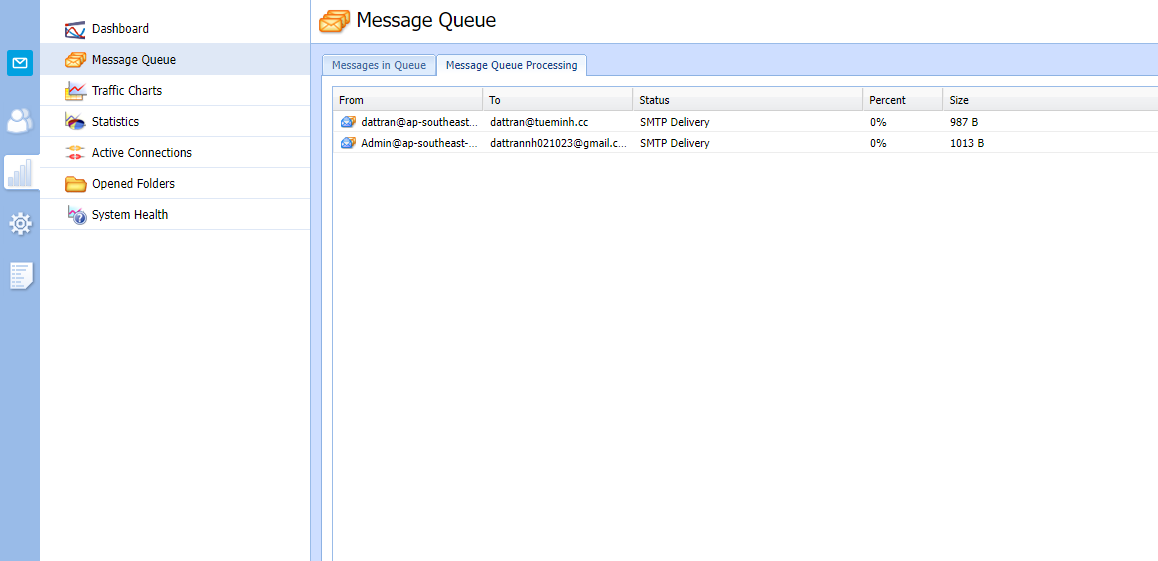 Message Queue
Dashboard
Message Queue
Traffic Charts
Statistics
Active Connections
Opened Folders
System Health
Messages in Queue
Message Queue Processing
From To Status Percent Size
dattran@ap-southeast... dattran@tueminh.cc SMTP Delivery 0% 987 B
Admin@ap-southeast-... dattrannh021023@gmail.c... SMTP Delivery 0% 1013 B